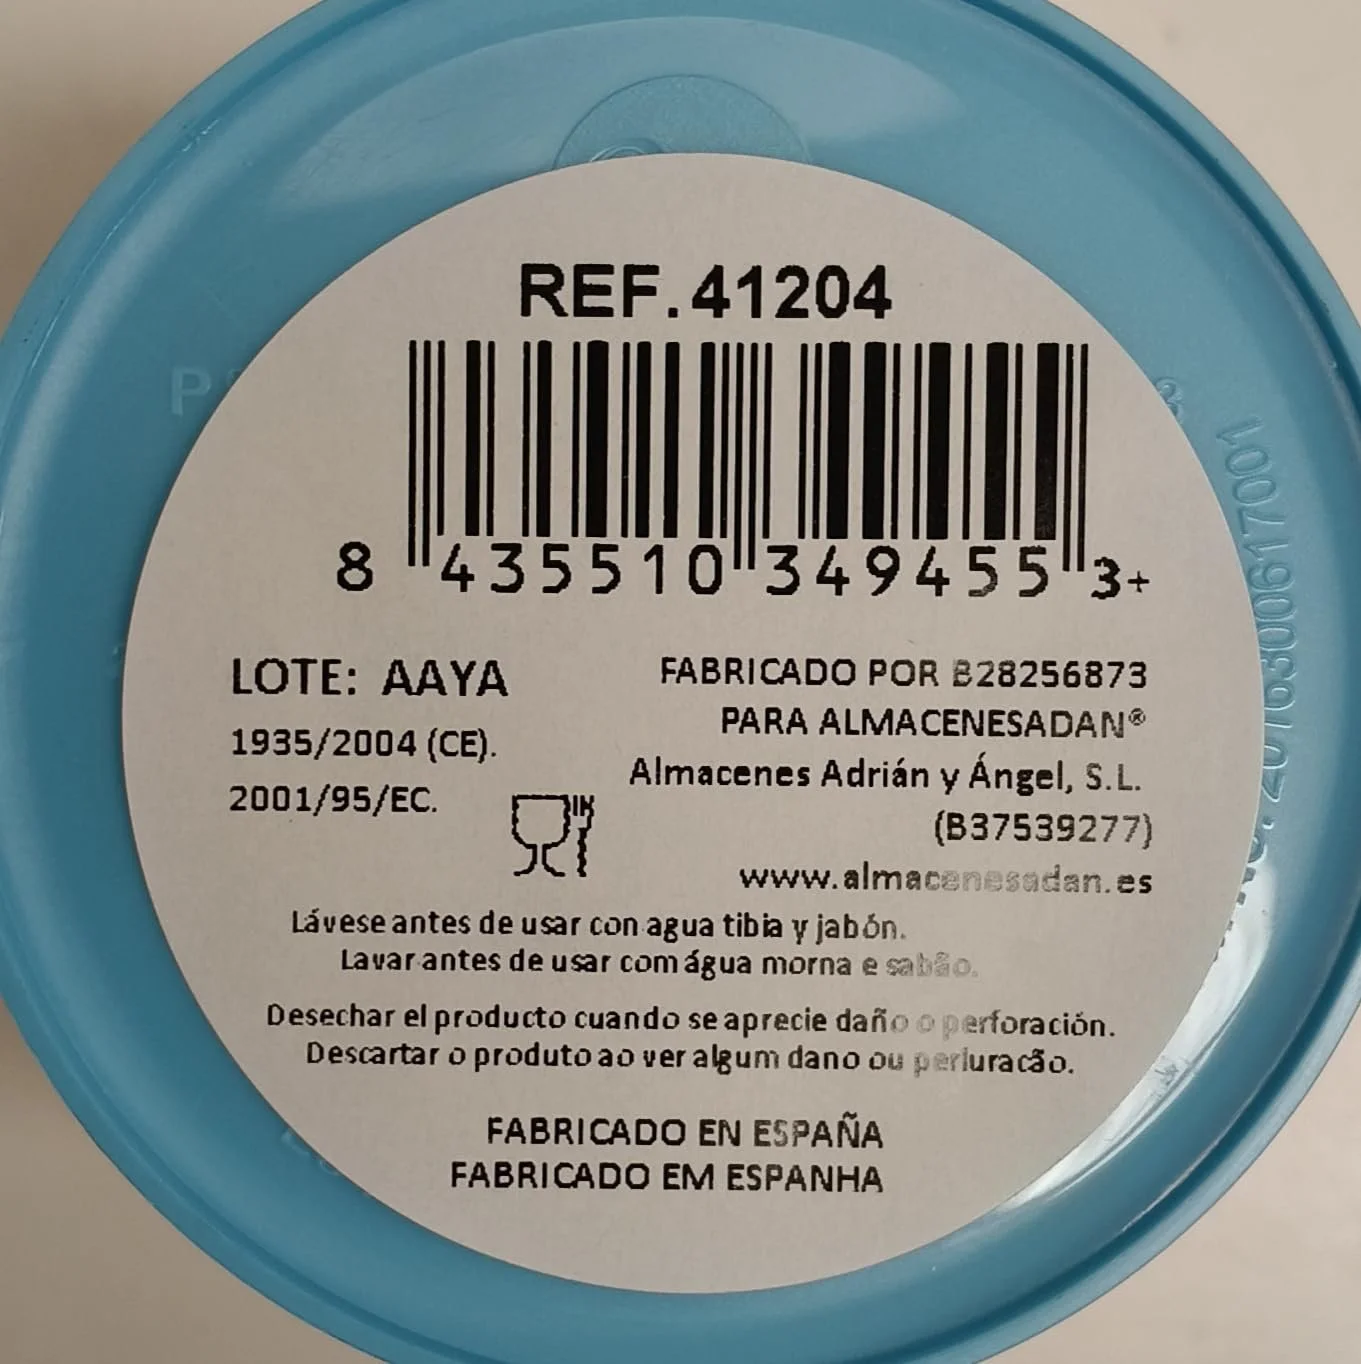 REF.41204
8 435510 349455 3+
LOTE: AAYA
1935/2004 (CE).
2001/95/EC.
FABRICADO POR B28256873
PARA ALMACENESADAN®
Almacenes Adrián y Ángel, S.L.
(B37539277)
www.almacenesadan.es
Lávese antes de usar con agua tibia y jabón.
Lavar antes de usar com água morna e sabão.
Desechar el producto cuando se aprecie daño o perforación.
Descartar o produto ao ver algum dano ou perluracão.
FABRICADO EN ESPAÑA
FABRICADO EM ESPANHA
2016300617001